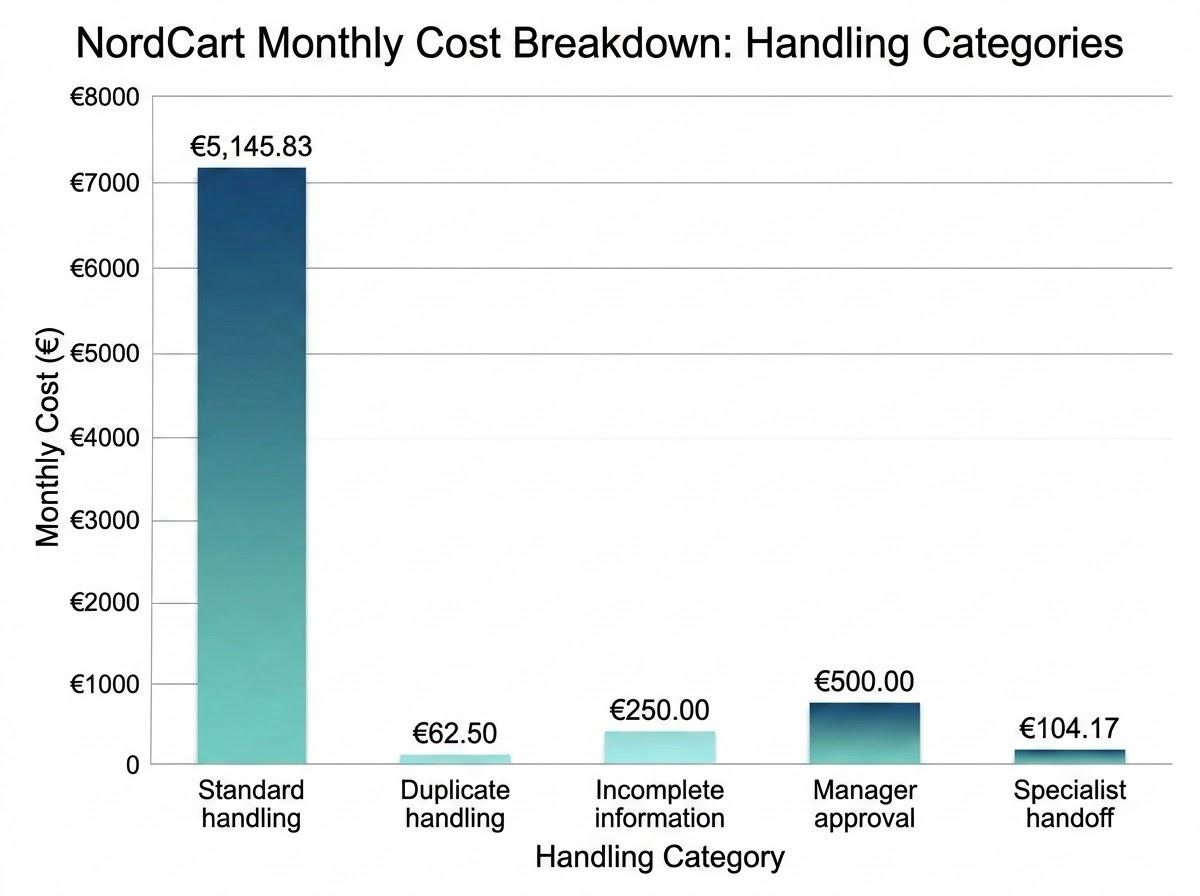 NordCart Monthly Cost Breakdown: Handling Categories
€8000
€7000
€6000
€5000
€4000
€3000
€2000
€1000
0
Monthly Cost (€)
€5,145.83
€62.50
€250.00
€500.00
€104.17
Standard
handling
Duplicate
handling
Incomplete
information
Manager
approval
Specialist
handoff
Handling Category